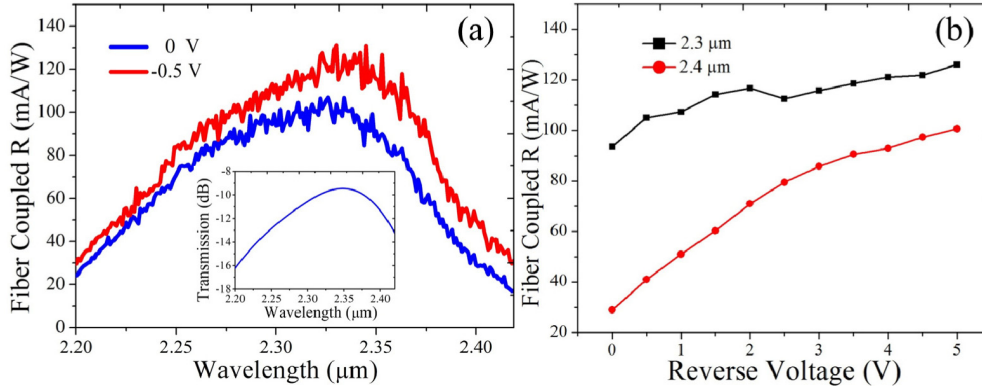 (a)
0 V
-0.5 V
Fiber Coupled R (mA/W)
140
120
100
80
60
40
20
0
2.20 2.25 2.30 2.35 2.40
Wavelength (μm)
Transmission (dB)
-8
-10
-12
-14
-16
-18
2.20 2.25 2.30 2.35 2.40
Wavelength (μm)
(b)
2.3 μm
2.4 μm
Fiber Coupled R (mA/W)
140
120
100
80
60
40
20
0 1 2 3 4 5
Reverse Voltage (V)